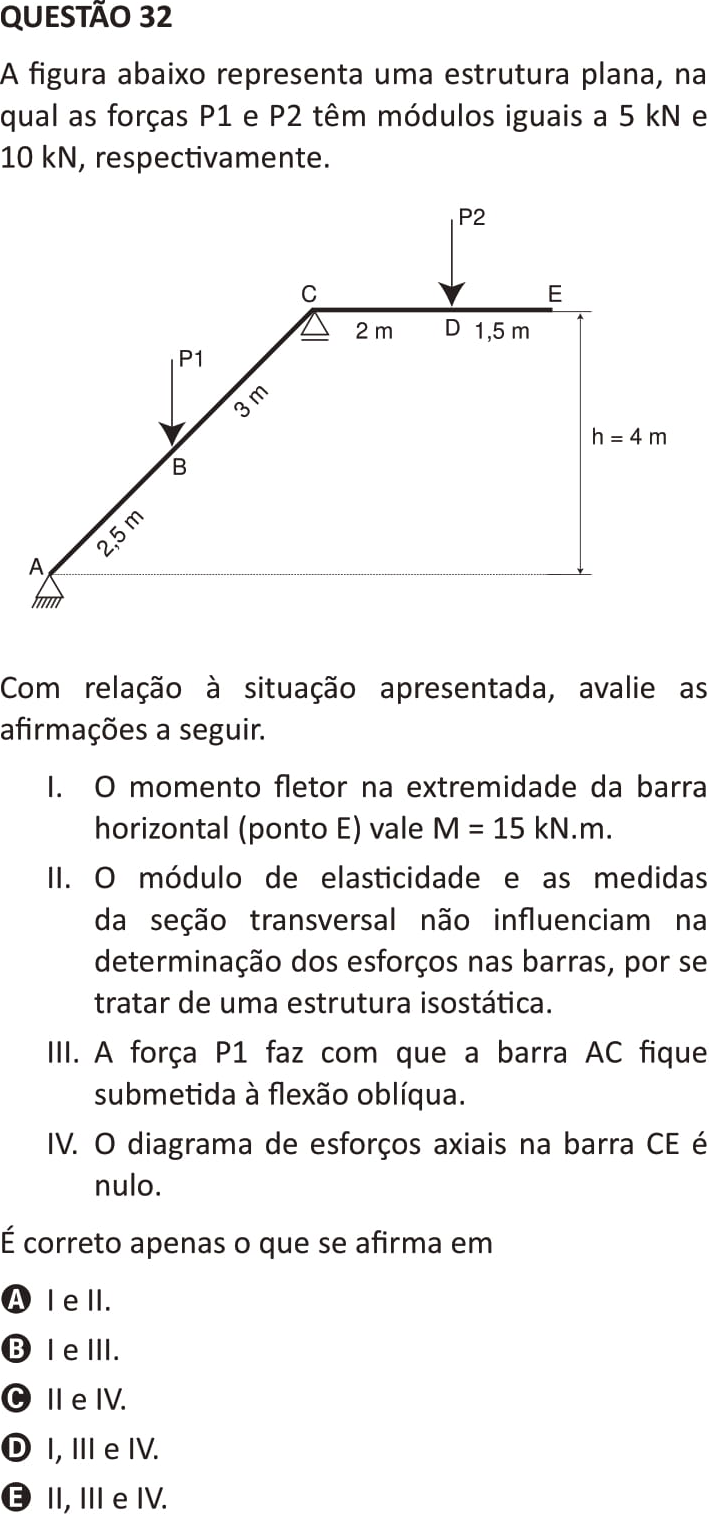 QUESTÃO 32
A figura abaixo representa uma estrutura plana, na
qual as forças P1 e P2 têm módulos iguais a 5 kN e
10 kN, respectivamente.
P2
C
E
2 m
D
1,5 m
P1
3 m
h = 4 m
B
2,5 m
A
Com relação à situação apresentada, avalie as
afirmações a seguir.
I. O momento fletor na extremidade da barra
horizontal (ponto E) vale M = 15 kN.m.
II. O módulo de elasticidade e as medidas
da seção transversal não influenciam na
determinação dos esforços nas barras, por se
tratar de uma estrutura isostática.
III. A força P1 faz com que a barra AC fique
submetida à flexão oblíqua.
IV. O diagrama de esforços axiais na barra CE é
nulo.
É correto apenas o que se afirma em
A I e II.
B I e III.
C II e IV.
D I, III e IV.
E II, III e IV.